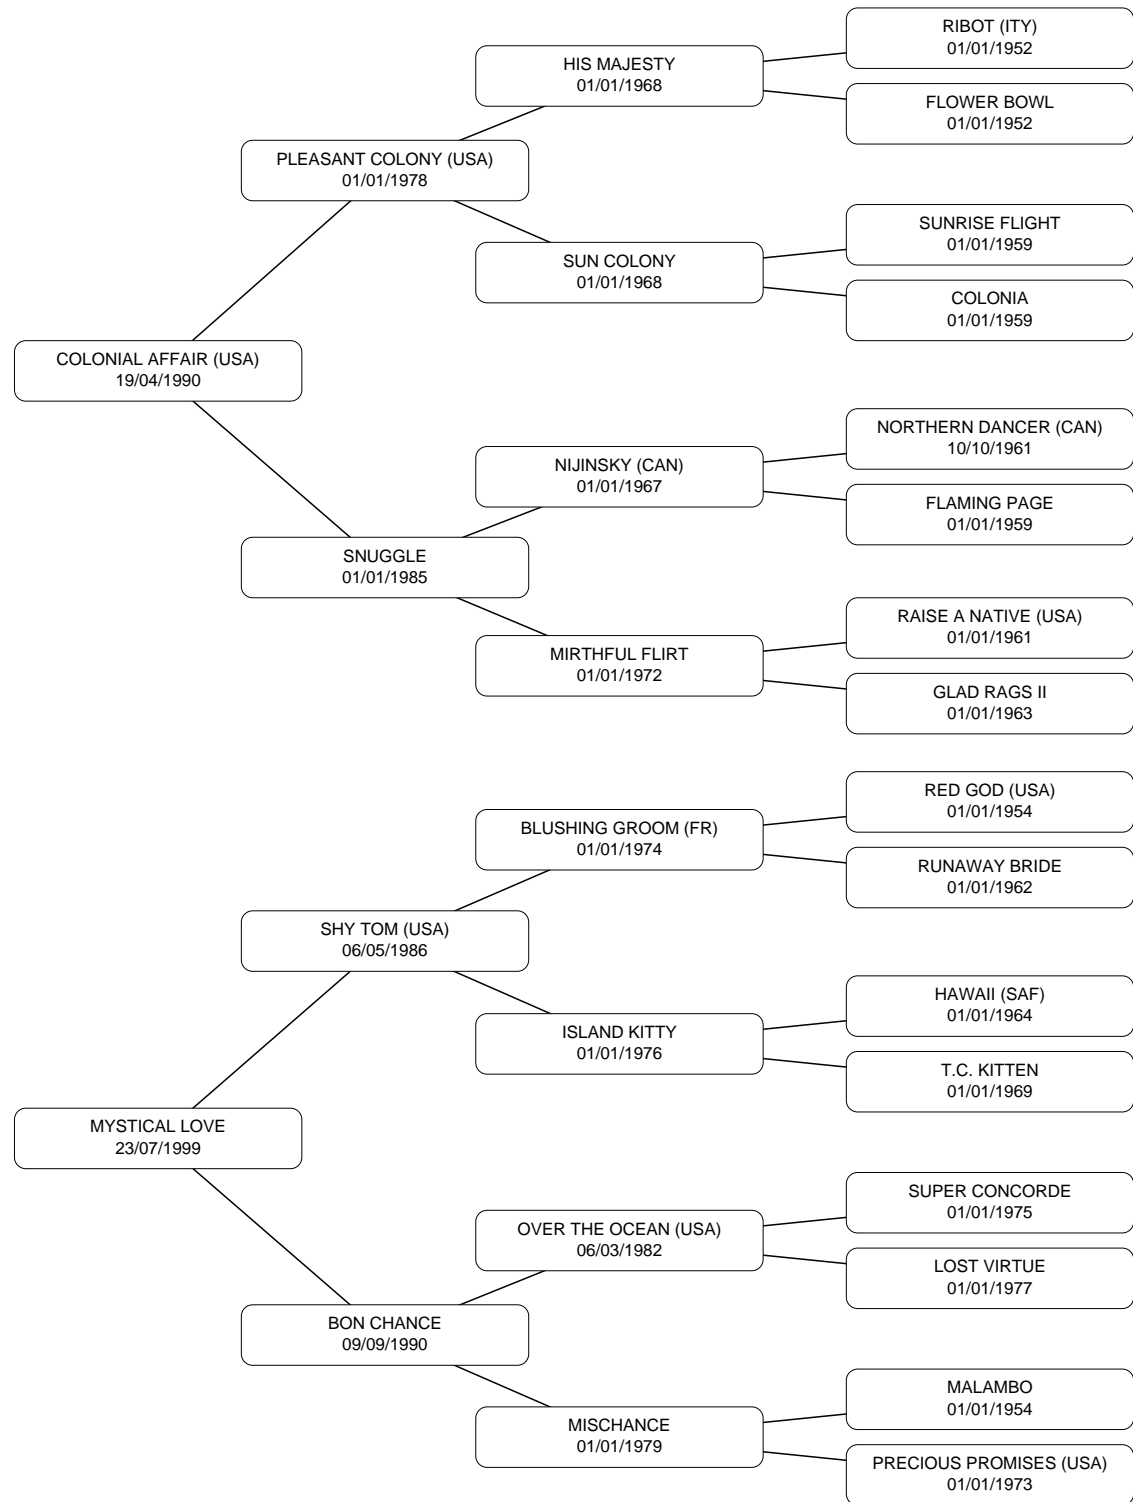 RIBOT (ITY)
01/01/1952
HIS MAJESTY
01/01/1968
FLOWER BOWL
01/01/1952
PLEASANT COLONY (USA)
01/01/1978
SUNRISE FLIGHT
01/01/1959
SUN COLONY
01/01/1968
COLONIA
01/01/1959
COLONIAL AFFAIR (USA)
19/04/1990
NORTHERN DANCER (CAN)
10/10/1961
NIJINSKY (CAN)
01/01/1967
FLAMING PAGE
01/01/1959
SNUGGLE
01/01/1985
RAISE A NATIVE (USA)
01/01/1961
MIRTHFUL FLIRT
01/01/1972
GLAD RAGS II
01/01/1963
RED GOD (USA)
01/01/1954
BLUSHING GROOM (FR)
01/01/1974
RUNAWAY BRIDE
01/01/1962
SHY TOM (USA)
06/05/1986
HAWAII (SAF)
01/01/1964
ISLAND KITTY
01/01/1976
T.C. KITTEN
01/01/1969
MYSTICAL LOVE
23/07/1999
SUPER CONCORDE
01/01/1975
OVER THE OCEAN (USA)
06/03/1982
LOST VIRTUE
01/01/1977
BON CHANCE
09/09/1990
MALAMBO
01/01/1954
MISCHANCE
01/01/1979
PRECIOUS PROMISES (USA)
01/01/1973